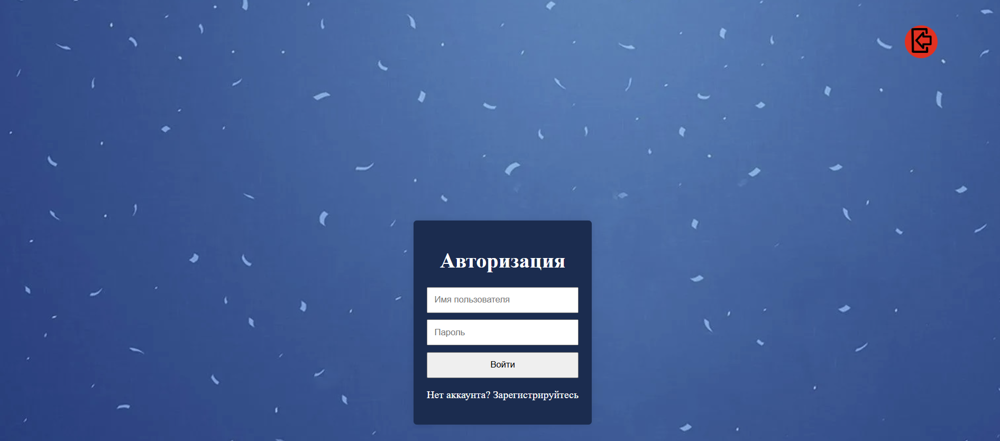 Авторизация
Имя пользователя
Пароль
Войти
Нет аккаунта? Зарегистрируйтесь